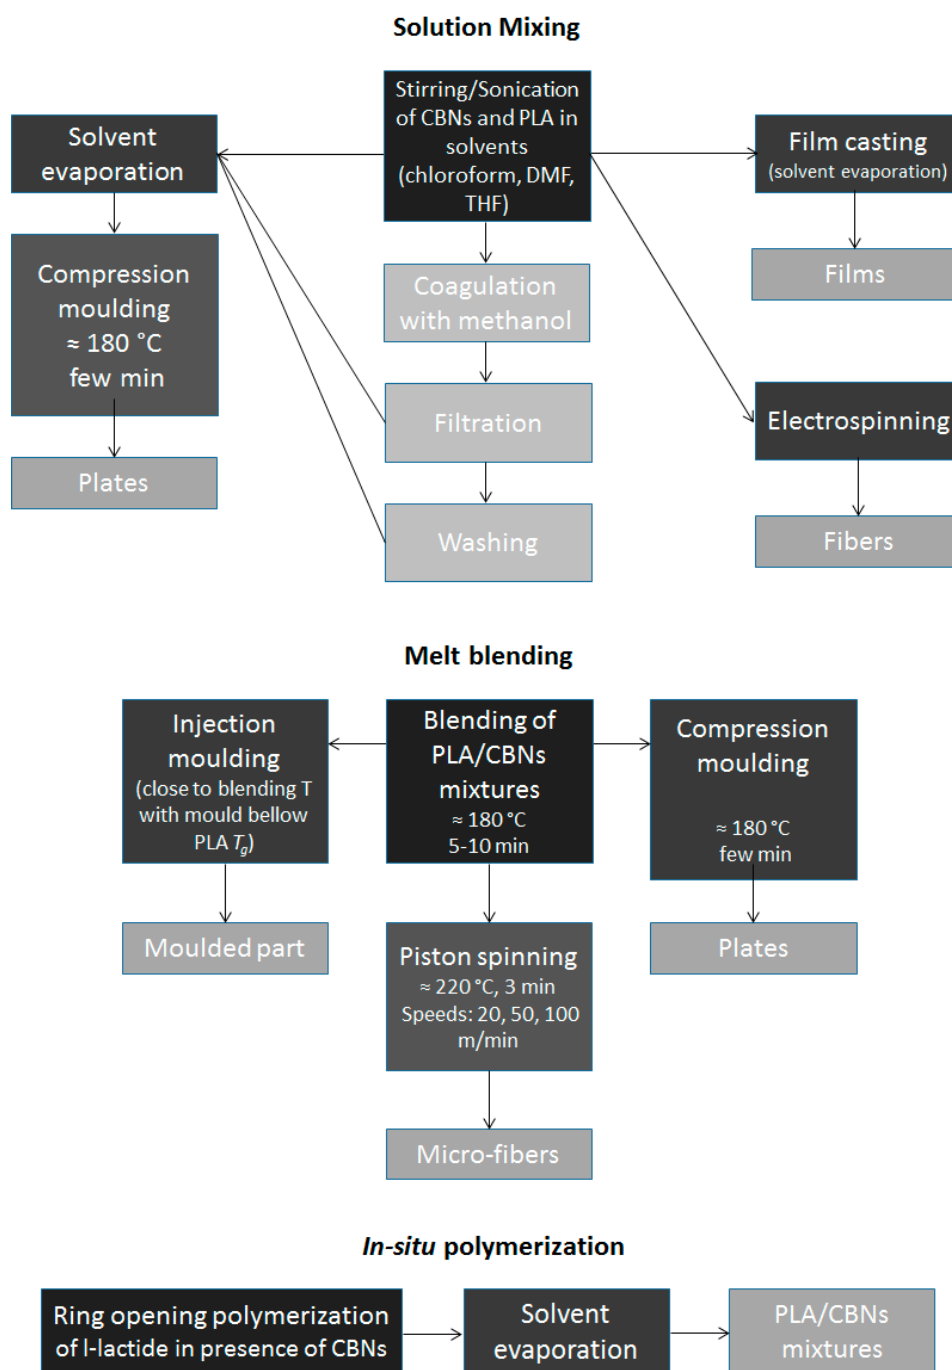 Solution Mixing
Stirring/Sonication
of CBNs and PLA in
solvents
(chloroform, DMF,
THF)
Solvent
evaporation
Film casting
(solvent evaporation)
Compression
moulding
≈ 180 °C
few min
Coagulation
with methanol
Films
Filtration
Electrospinning
Plates
Washing
Fibers
Melt blending
Injection
moulding
(close to blending T
with mould bellow
PLA Tg)
Blending of
PLA/CBNs
mixtures
≈ 180 °C
5-10 min
Compression
moulding
≈ 180 °C
few min
Moulded part
Piston spinning
≈ 220 °C, 3 min
Speeds: 20, 50, 100
m/min
Plates
Micro-fibers
In-situ polymerization
Ring opening polymerization
of l-lactide in presence of CBNs
Solvent
evaporation
PLA/CBNs
mixtures